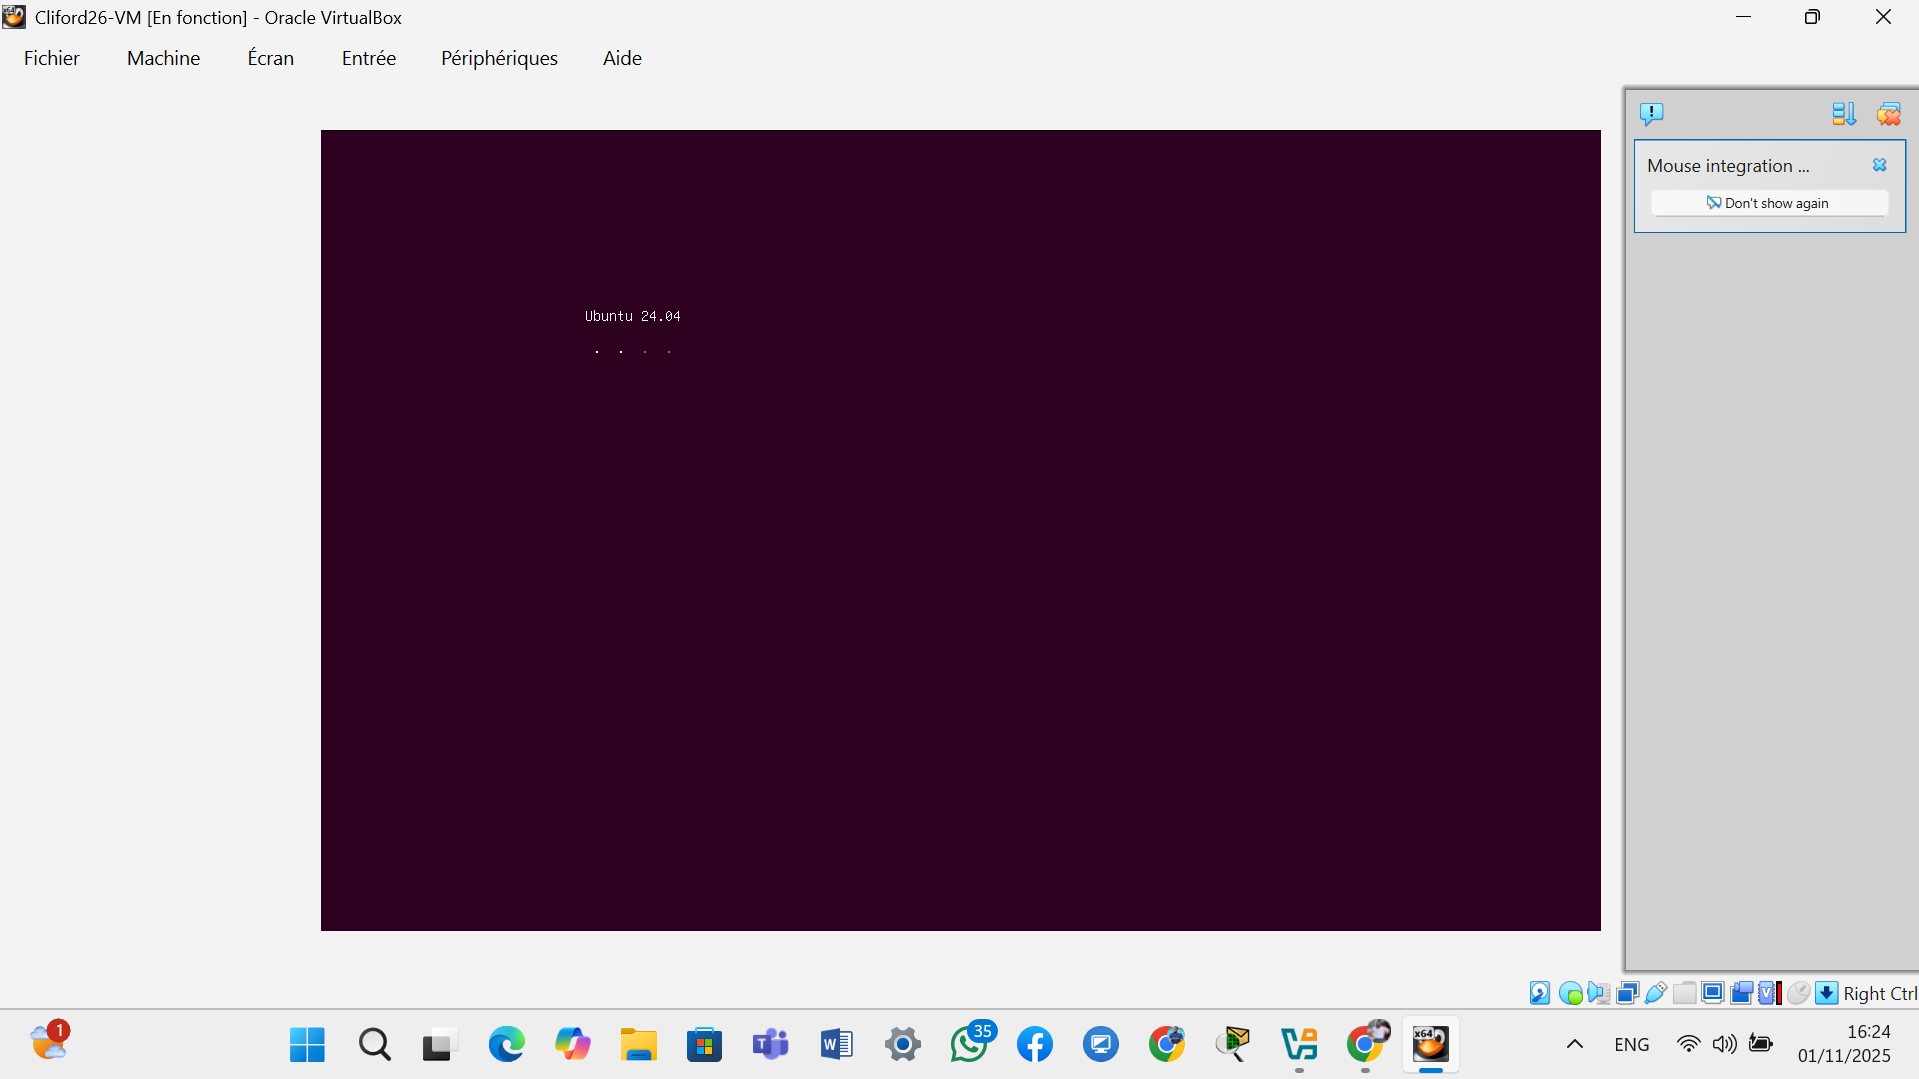 Cliford26-VM [En fonction] - Oracle VirtualBox
Fichier Machine Écran Entrée Périphériques Aide
Mouse integration ...
Don't show again
Ubuntu 24.04
. . . .
Right Ctrl
1
35
ENG
16:24
01/11/2025